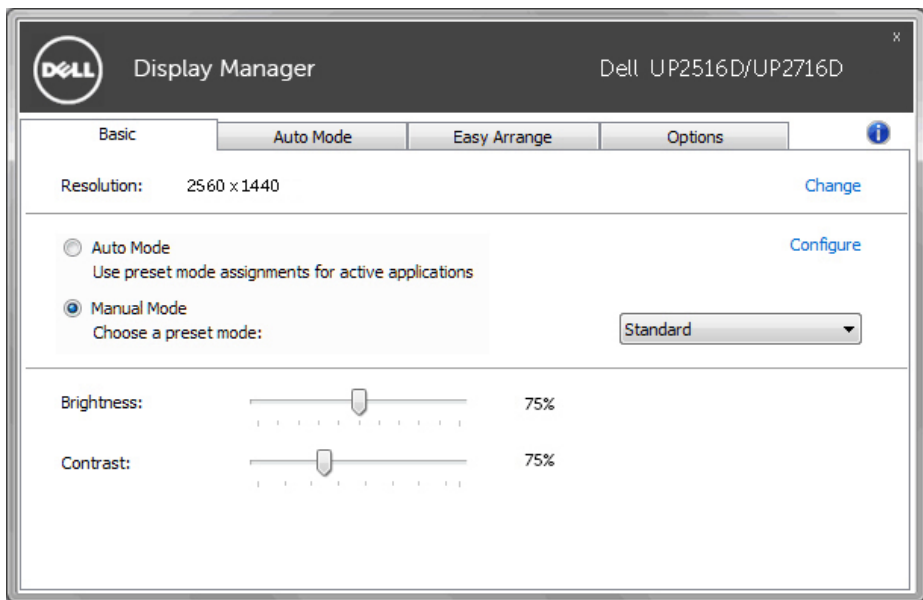 x
DELL Display Manager Dell UP2516D/UP2716D
Basic Auto Mode Easy Arrange Options i
Resolution: 2560 x 1440 Change
Auto Mode Configure
Use preset mode assignments for active applications
Manual Mode
Choose a preset mode: Standard
Brightness: 75%
Contrast: 75%